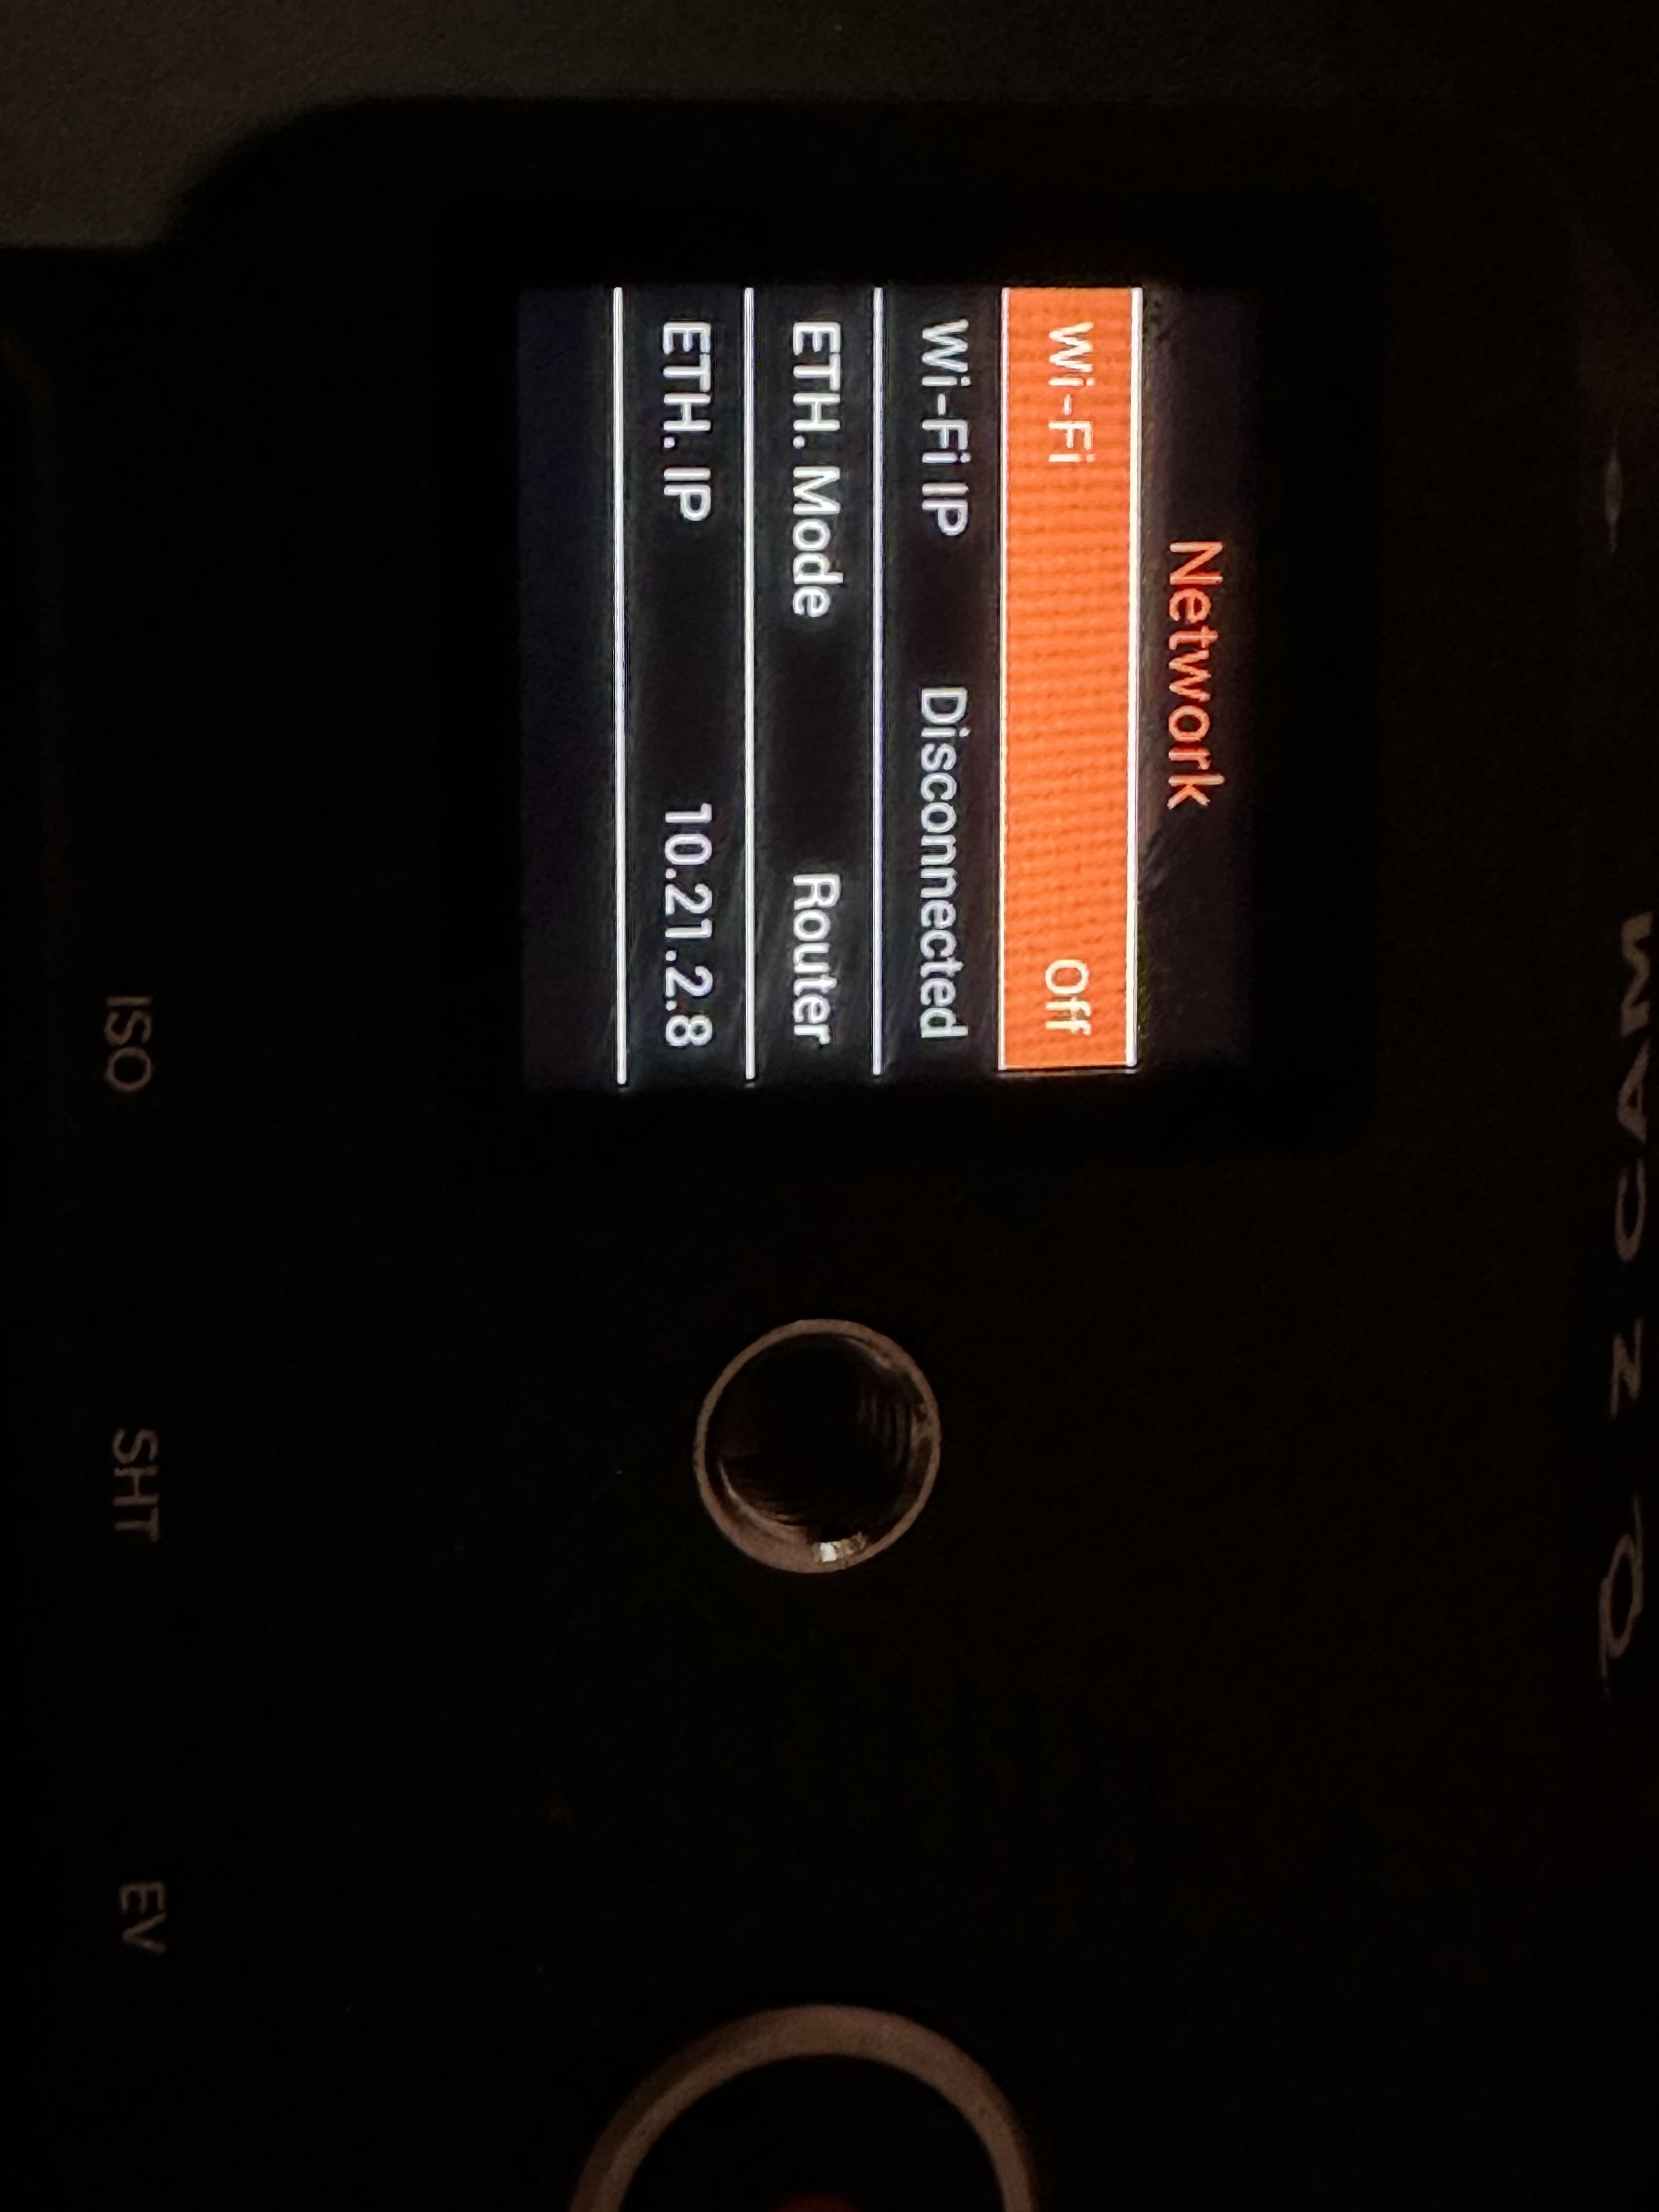 Z CAM
Network
Wi-Fi Off
Wi-Fi IP Disconnected
ETH. Mode Router
ETH. IP 10.21.2.8
ISO SHT EV